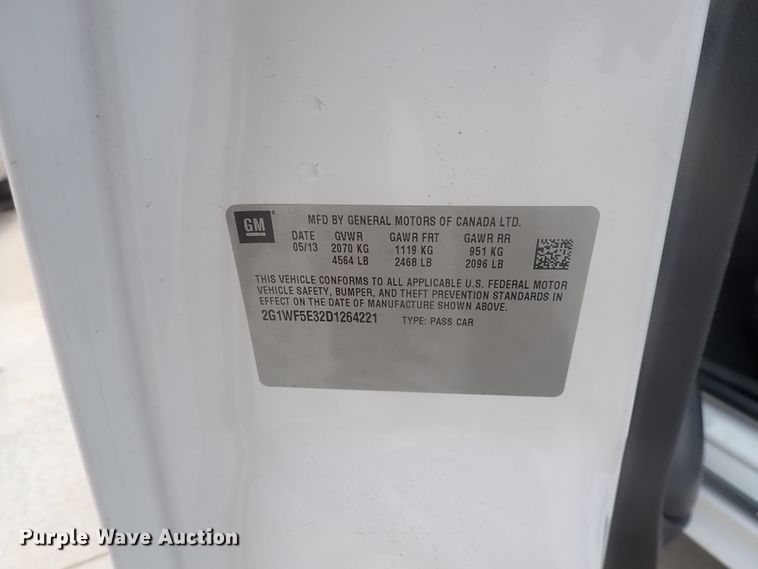 GM
MFD BY GENERAL MOTORS OF CANADA LTD.
DATE GVWR GAWR FRT GAWR RR
05/13 2070 KG 1119 KG 951 KG
4564 LB 2468 LB 2096 LB
THIS VEHICLE CONFORMS TO ALL APPLICABLE U.S. FEDERAL MOTOR
VEHICLE SAFETY, BUMPER, AND THEFT PREVENTION STANDARDS IN
EFFECT ON THE DATE OF MANUFACTURE SHOWN ABOVE.
2G1WF5E32D1264221 TYPE: PASS CAR
Purple Wave Auction